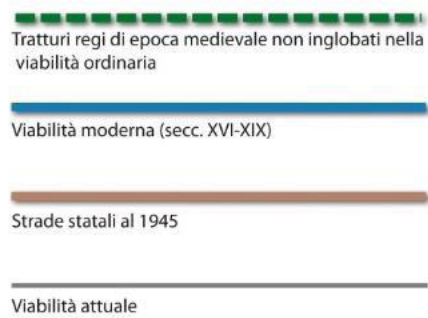 Tratturi regi di epoca medievale non inglobati nella
viabilità ordinaria
Viabilità moderna (secc. XVI-XIX)
Strade statali al 1945
Viabilità attuale